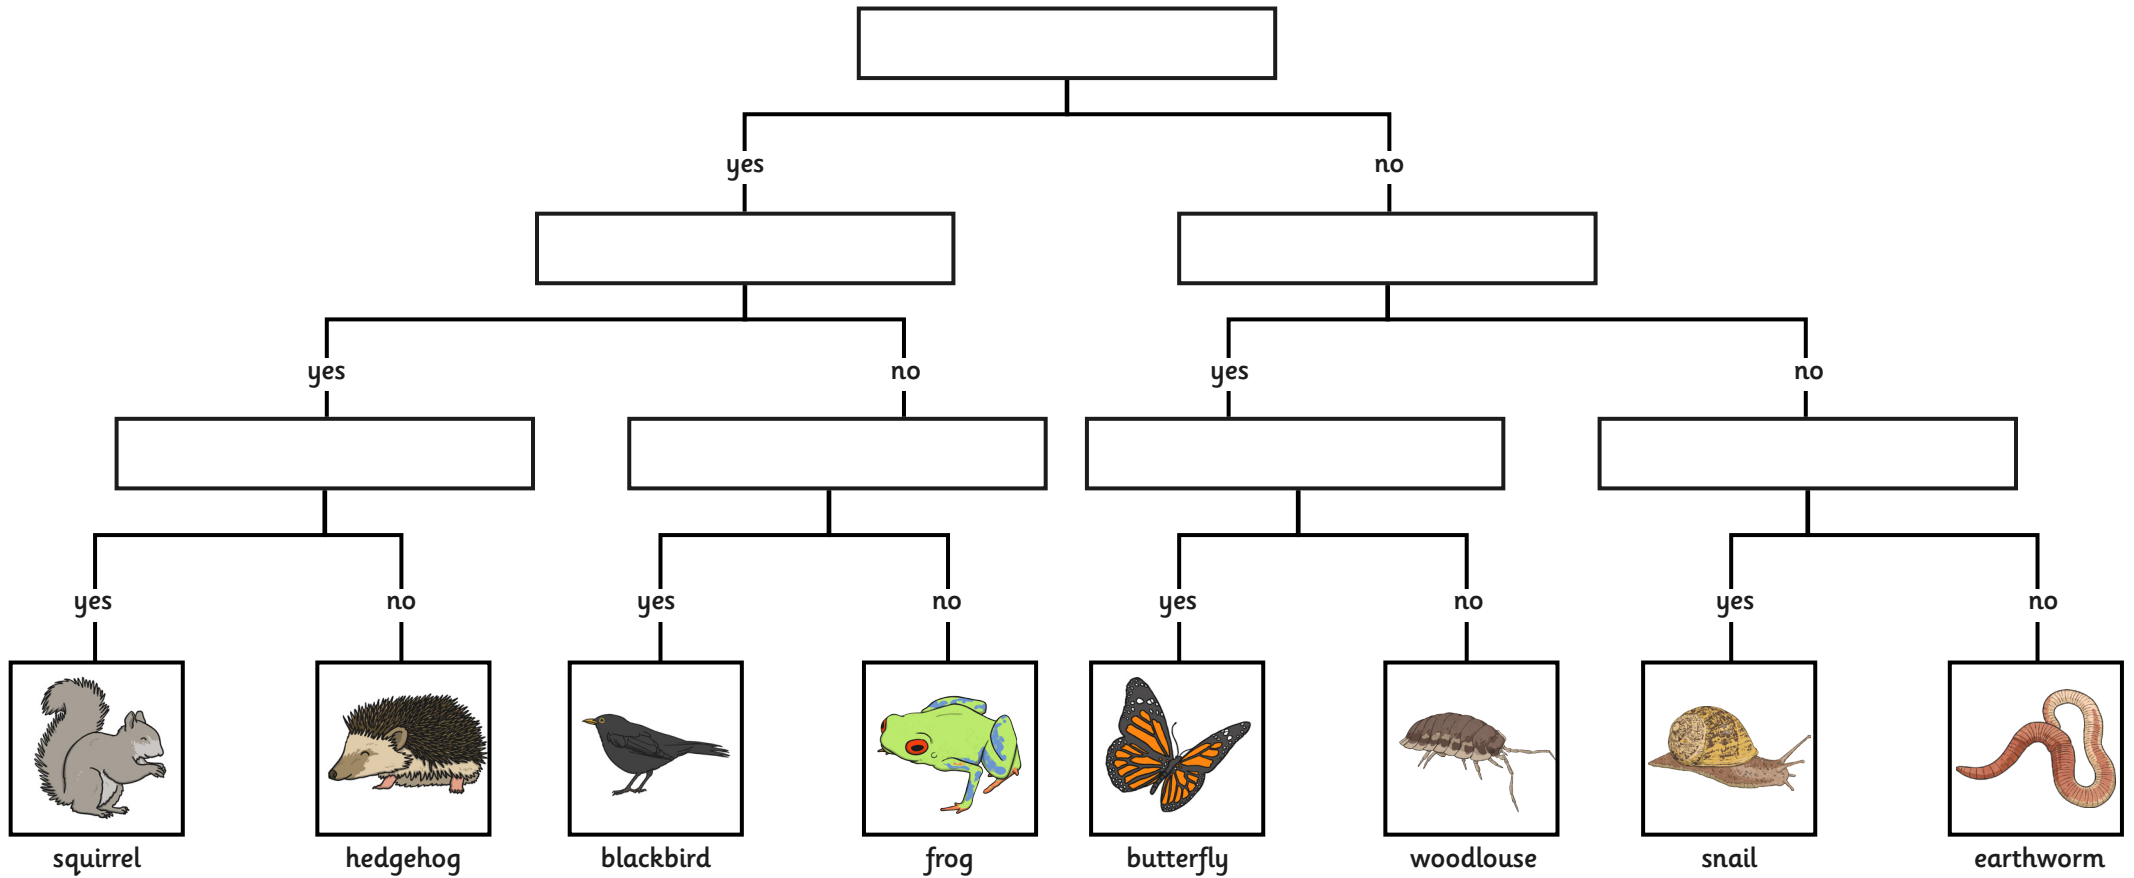 yes no
yes no yes no
yes no yes no yes no yes no
squirrel hedgehog blackbird frog butterfly woodlouse snail earthworm